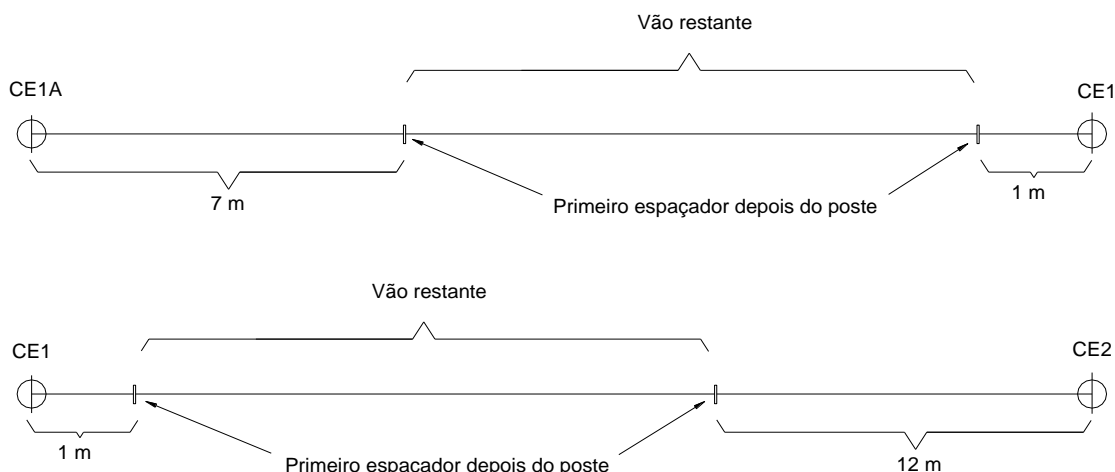 Vão restante
CE1A
CE1
7 m
Primeiro espaçador depois do poste
1 m
Vão restante
CE1
CE2
1 m
Primeiro espaçador depois do poste
12 m